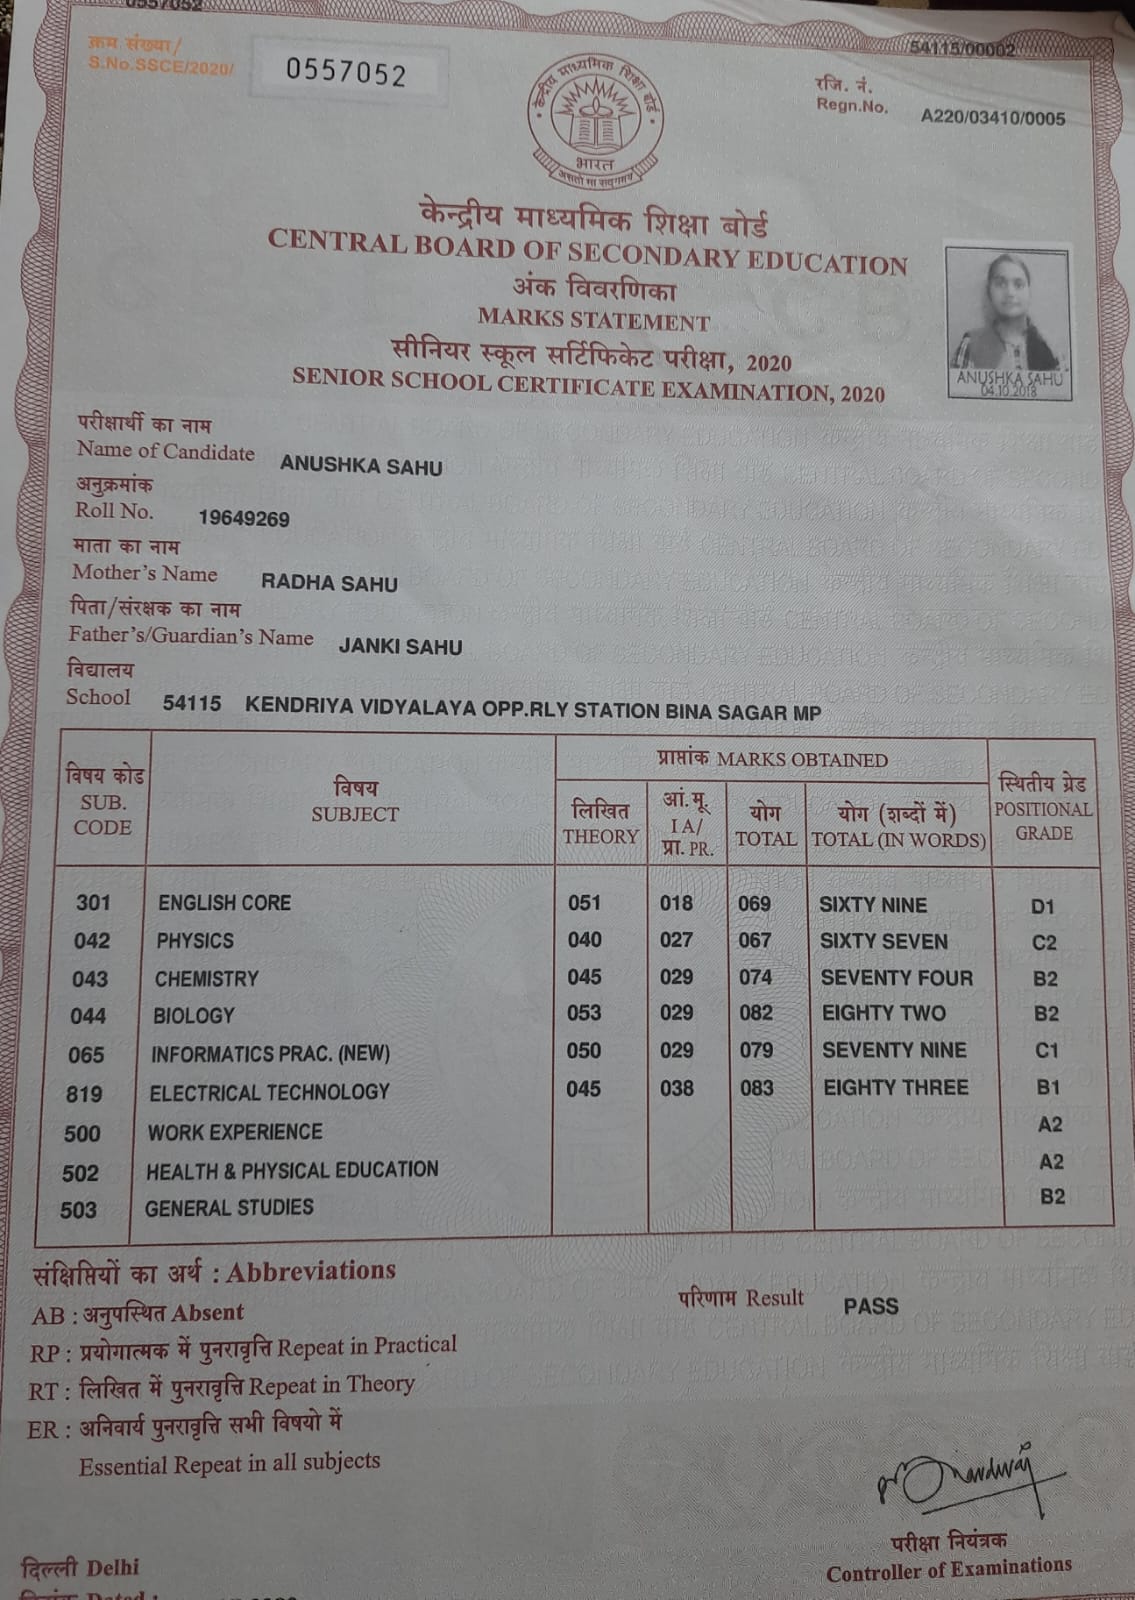 0557052
54115/00002
क्रम संख्या/
S.No.SSCE/2020/
0557052
रजि. नं.
Regn.No. A220/03410/0005
केन्द्रीय माध्यमिक शिक्षा बोर्ड
भारत
असतो मा सद्गमय
केन्द्रीय माध्यमिक शिक्षा बोर्ड
CENTRAL BOARD OF SECONDARY EDUCATION
अंक विवरणिका
MARKS STATEMENT
सीनियर स्कूल सर्टिफिकेट परीक्षा, 2020
SENIOR SCHOOL CERTIFICATE EXAMINATION, 2020
ANUSHKA SAHU
04.10.2018
परीक्षार्थी का नाम
Name of Candidate ANUSHKA SAHU
अनुक्रमांक
Roll No. 19649269
माता का नाम
Mother's Name RADHA SAHU
पिता/संरक्षक का नाम
Father's/Guardian's Name JANKI SAHU
विद्यालय
School 54115 KENDRIYA VIDYALAYA OPP.RLY STATION BINA SAGAR MP
विषय कोड
SUB.
CODE
विषय
SUBJECT
प्राप्तांक MARKS OBTAINED
लिखित
THEORY
आं.मू.
I A/
प्रा. PR.
योग
TOTAL
योग (शब्दों में)
TOTAL (IN WORDS)
स्थितीय ग्रेड
POSITIONAL
GRADE
301 ENGLISH CORE 051 018 069 SIXTY NINE D1
042 PHYSICS 040 027 067 SIXTY SEVEN C2
043 CHEMISTRY 045 029 074 SEVENTY FOUR B2
044 BIOLOGY 053 029 082 EIGHTY TWO B2
065 INFORMATICS PRAC. (NEW) 050 029 079 SEVENTY NINE C1
819 ELECTRICAL TECHNOLOGY 045 038 083 EIGHTY THREE B1
500 WORK EXPERIENCE A2
502 HEALTH & PHYSICAL EDUCATION A2
503 GENERAL STUDIES B2
संक्षिप्तियों का अर्थ : Abbreviations
AB : अनुपस्थित Absent
परिणाम Result PASS
RP : प्रयोगात्मक में पुनरावृत्ति Repeat in Practical
RT : लिखित में पुनरावृत्ति Repeat in Theory
ER : अनिवार्य पुनरावृत्ति सभी विषयो में
Essential Repeat in all subjects
परीक्षा नियंत्रक
Controller of Examinations
दिल्ली Delhi
दिनांक Dated :